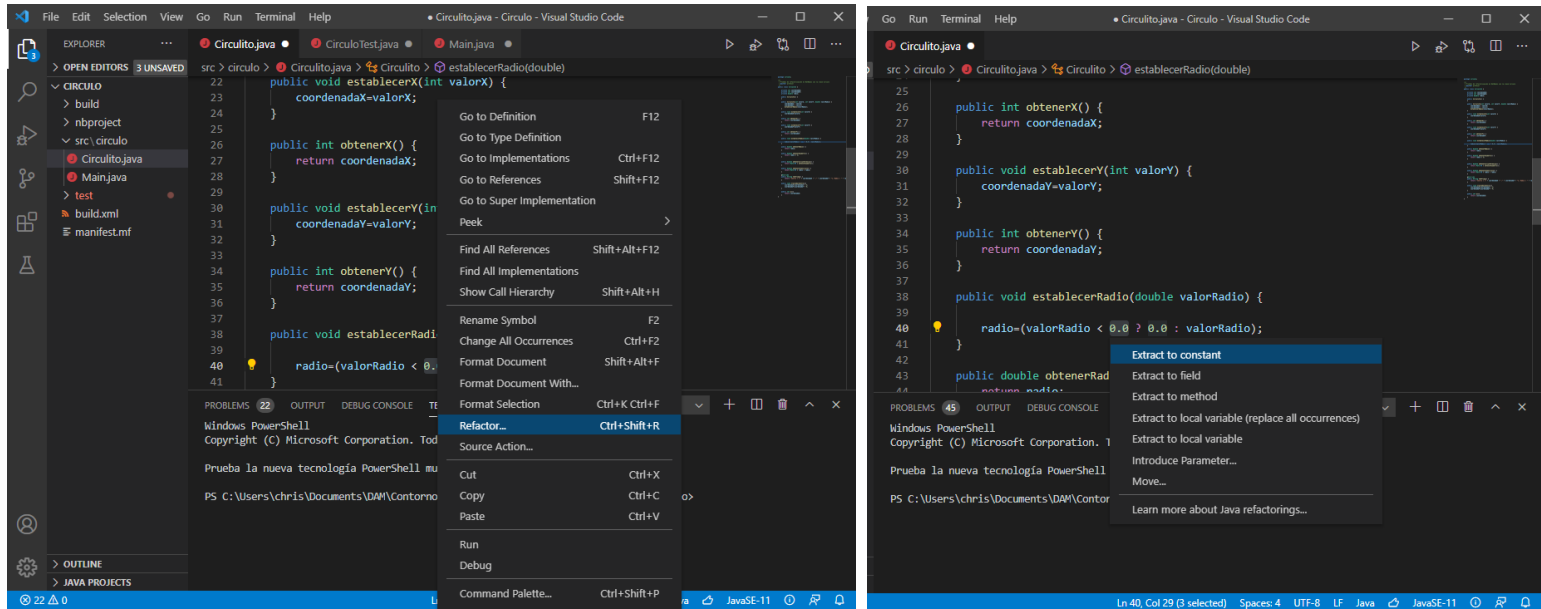 File Edit Selection View Go Run Terminal Help ● Circulito.java - Circulo - Visual Studio Code
EXPLORER ···
3
> OPEN EDITORS 3 UNSAVED
CIRCULO
> build
> nbproject
src \ circulo
Circulito.java
Main.java
> test
build.xml
manifest.mf
> OUTLINE
> JAVA PROJECTS
Circulito.java ● CirculoTest.java ● Main.java ●
src > circulo > Circulito.java > Circulito > establecerRadio(double)
22 public void establecerX(int valorX) {
23 coordenadaX=valorX;
24 }
25
26 public int obtenerX() {
27 return coordenadaX;
28 }
29
30 public void establecerY(in
31 coordenadaY=valorY;
32 }
33
34 public int obtenerY() {
35 return coordenadaY;
36 }
37
38 public void establecerRadi
39
40 radio=(valorRadio < 0.
41 }
Go to Definition F12
Go to Type Definition
Go to Implementations Ctrl+F12
Go to References Shift+F12
Go to Super Implementation
Peek >
Find All References Shift+Alt+F12
Find All Implementations
Show Call Hierarchy Shift+Alt+H
Rename Symbol F2
Change All Occurrences Ctrl+F2
Format Document Shift+Alt+F
Format Document With...
Format Selection Ctrl+K Ctrl+F
Refactor... Ctrl+Shift+R
Source Action...
Cut Ctrl+X
Copy Ctrl+C
Paste Ctrl+V
Run
Debug
Command Palette... Ctrl+Shift+P
PROBLEMS 22 OUTPUT DEBUG CONSOLE TE
Windows PowerShell
Copyright (C) Microsoft Corporation. Tod
Prueba la nueva tecnología PowerShell mu
PS C:\Users\chris\Documents\DAM\Contorno o>
22 0 L va JavaSE-11
Go Run Terminal Help ● Circulito.java - Circulo - Visual Studio Code
Circulito.java ●
src > circulo > Circulito.java > Circulito > establecerRadio(double)
25
26 public int obtenerX() {
27 return coordenadaX;
28 }
29
30 public void establecerY(int valorY) {
31 coordenadaY=valorY;
32 }
33
34 public int obtenerY() {
35 return coordenadaY;
36 }
37
38 public void establecerRadio(double valorRadio) {
39
40 radio=(valorRadio < 0.0 ? 0.0 : valorRadio);
41 }
42
43 public double obtenerRad
44 return radio;
Extract to constant
Extract to field
Extract to method
Extract to local variable (replace all occurrences)
Extract to local variable
Introduce Parameter...
Move...
Learn more about Java refactorings...
PROBLEMS 45 OUTPUT DEBUG CONSOLE
Windows PowerShell
Copyright (C) Microsoft Corporation. T
Prueba la nueva tecnología PowerShell
PS C:\Users\chris\Documents\DAM\Contor
Ln 40, Col 29 (3 selected) Spaces: 4 UTF-8 LF Java JavaSE-11